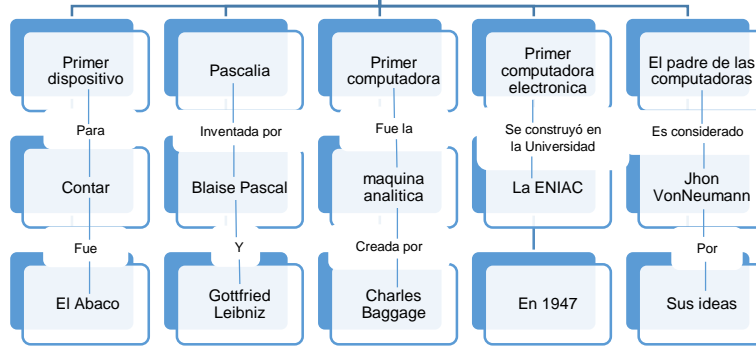 Primer
dispositivo
Para
Contar
Fue
El Abaco
Pascalia
Inventada por
Blaise Pascal
Y
Gottfried
Leibniz
Primer
computadora
Fue la
maquina
analitica
Creada por
Charles
Baggage
Primer
computadora
electronica
Se construyó en
la Universidad
La ENIAC
En 1947
El padre de las
computadoras
Es considerado
Jhon
VonNeumann
Por
Sus ideas